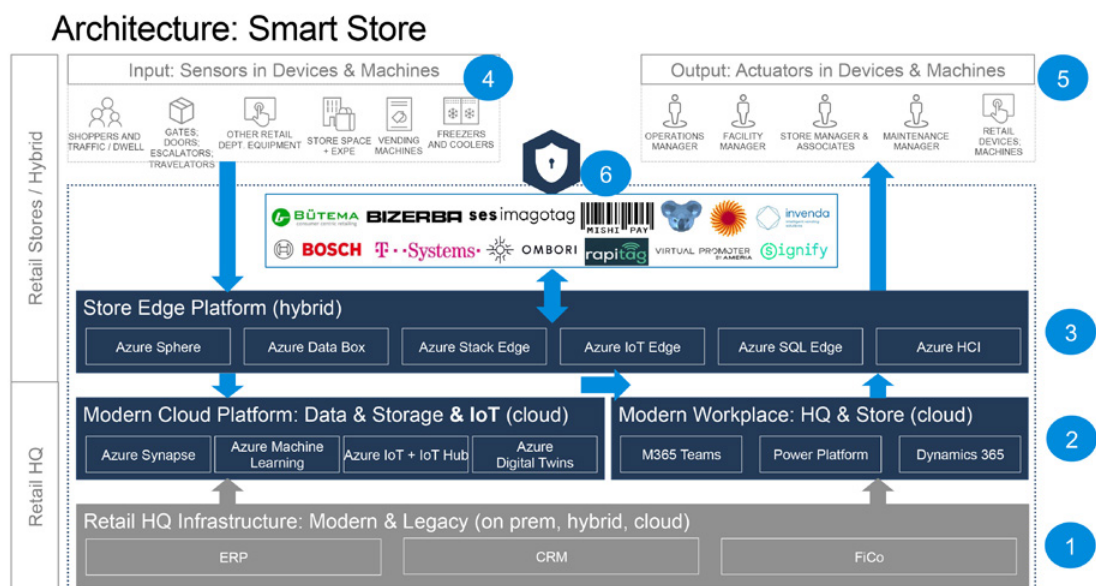 Architecture: Smart Store
Retail Stores / Hybrid
Input: Sensors in Devices & Machines
4
SHOPPERS AND
TRAFFIC / DWELL
GATES;
DOORS;
ESCALATORS;
TRAVELATORS
OTHER RETAIL
DEPT. EQUIPMENT
STORE SPACE
+ EXPE
VENDING
MACHINES
FREEZERS
AND COOLERS
Output: Actuators in Devices & Machines
5
OPERATIONS
MANAGER
FACILITY
MANAGER
STORE MANAGER &
ASSOCIATES
MAINTENANCE
MANAGER
RETAIL
DEVICES;
MACHINES
6
BÜTEMA
consumer centric retailing
BIZERBA
ses imagotag
MISHI PAY
invenda
intelligent vending
solutions
BOSCH
T··Systems·
OMBORI
rapitag
VIRTUAL PROMOTER
BY AMERIA
Signify
Store Edge Platform (hybrid)
3
Azure Sphere
Azure Data Box
Azure Stack Edge
Azure IoT Edge
Azure SQL Edge
Azure HCI
Retail HQ
Modern Cloud Platform: Data & Storage & IoT (cloud)
Azure Synapse
Azure Machine
Learning
Azure IoT + IoT Hub
Azure
Digital Twins
Modern Workplace: HQ & Store (cloud)
2
M365 Teams
Power Platform
Dynamics 365
Retail HQ Infrastructure: Modern & Legacy (on prem, hybrid, cloud)
1
ERP
CRM
FiCo